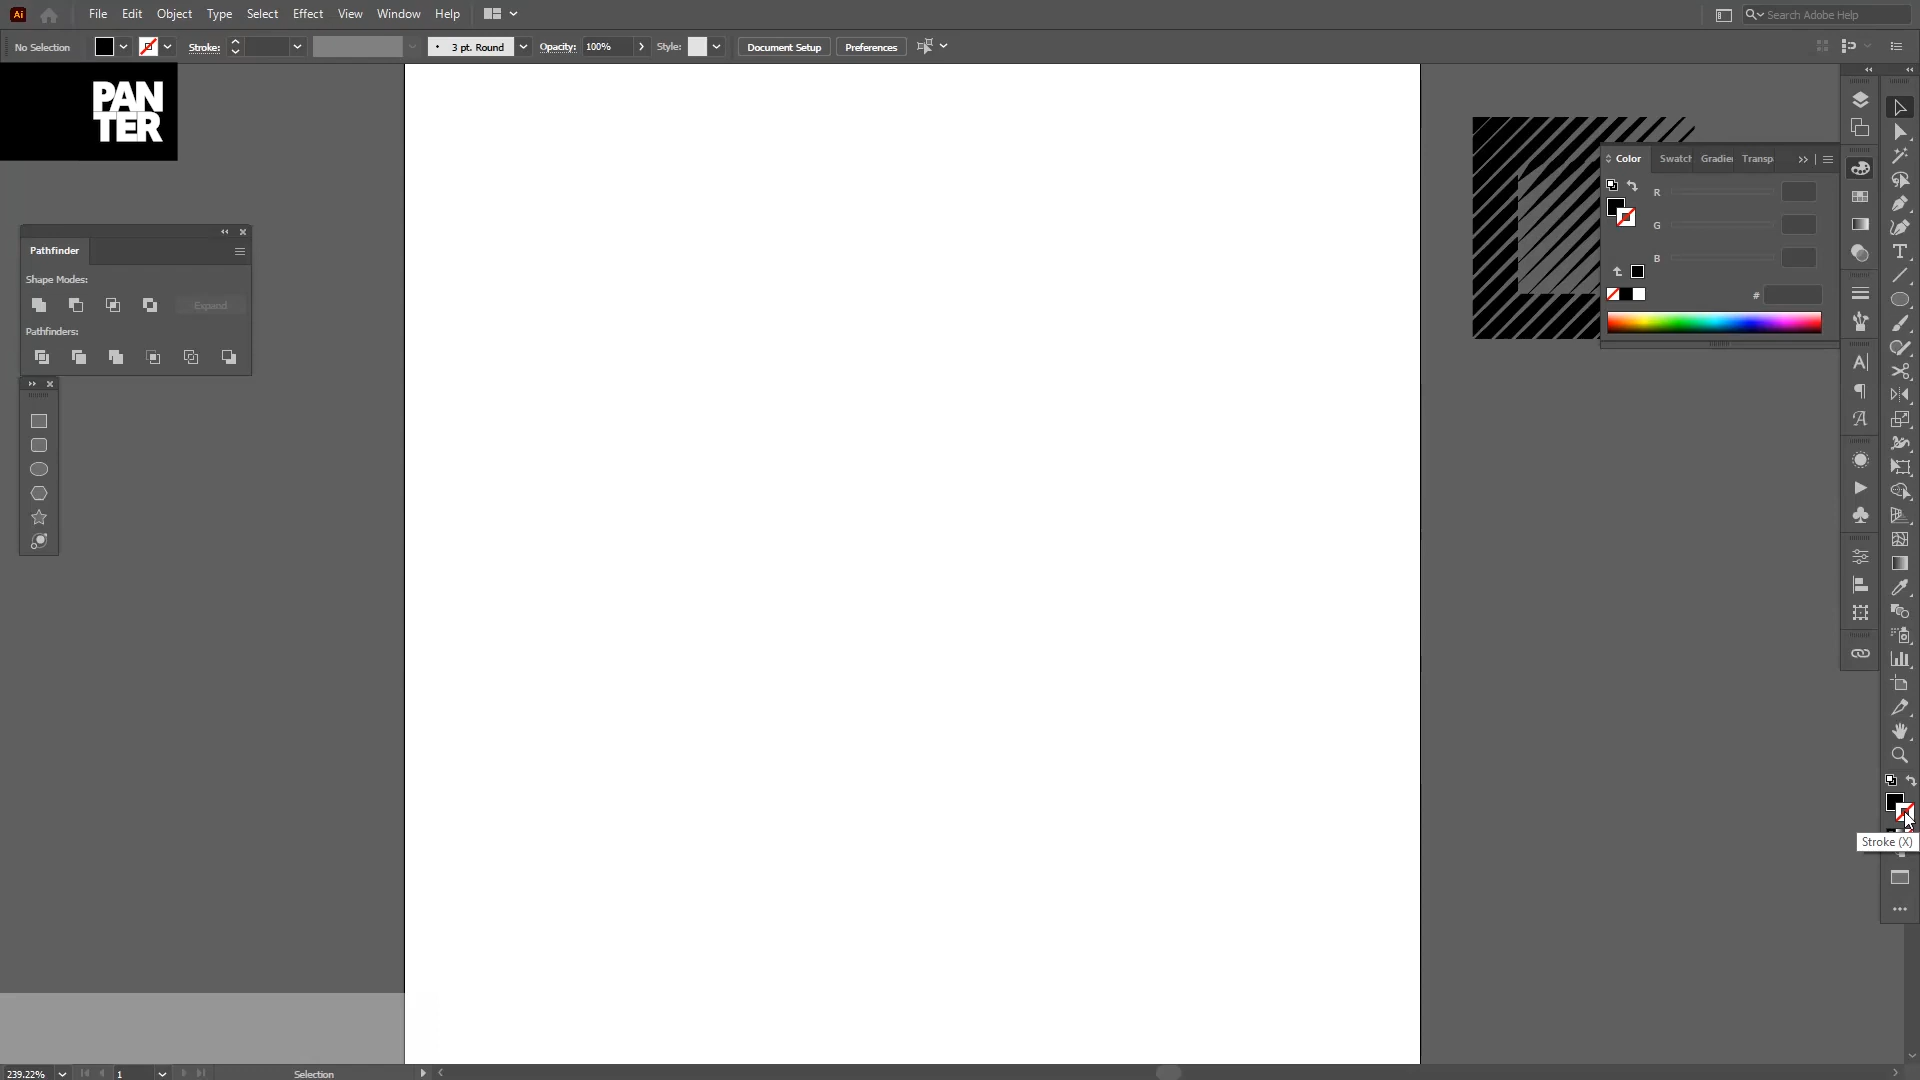 Ai File Edit Object Type Select Effect View Window Help Search Adobe Help
No Selection Stroke: 3 pt. Round Opacity: 100% Style: Document Setup Preferences
PAN
TER
Color Swatch Gradier Transp
R
G
B
#
Pathfinder
Shape Modes:
Expand
Pathfinders:
Stroke (X)
239.22% 1 Selection